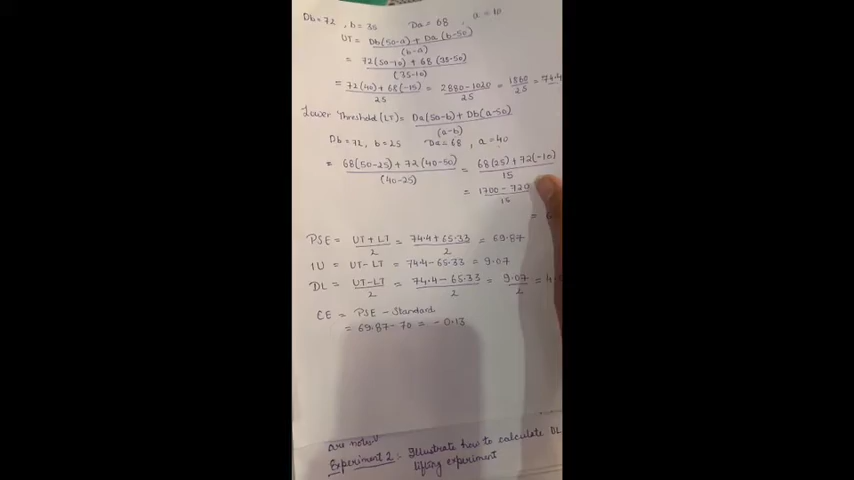 Db=72, b=35 Da=68, a=10
UT= Db(50-a)+Da(b-50)
(b-a)
= 72(50-10)+68(35-50)
(35-10)
= 72(40)+68(-15) = 2880-1020 = 1860 = 74.4
25 25 25
Lower Threshold (LT)= Da(50-b)+Db(a-50)
(a-b)
Db=72, b=25 Da=68, a=40
= 68(50-25)+72(40-50) = 68(25)+72(-10)
(40-25) 15
= 1700-720
15
=
PSE= UT+LT = 74.4+65.33 = 69.87
2 2
IU = UT-LT = 74.4-65.33 = 9.07
DL = UT-LT = 74.4-65.33 = 9.07 = 4.
2 2 2
CE = PSE - Standard
= 69.87-70 = -0.13
are noted
Experiment 2:- Illustrate how to calculate DL
lifting experiment